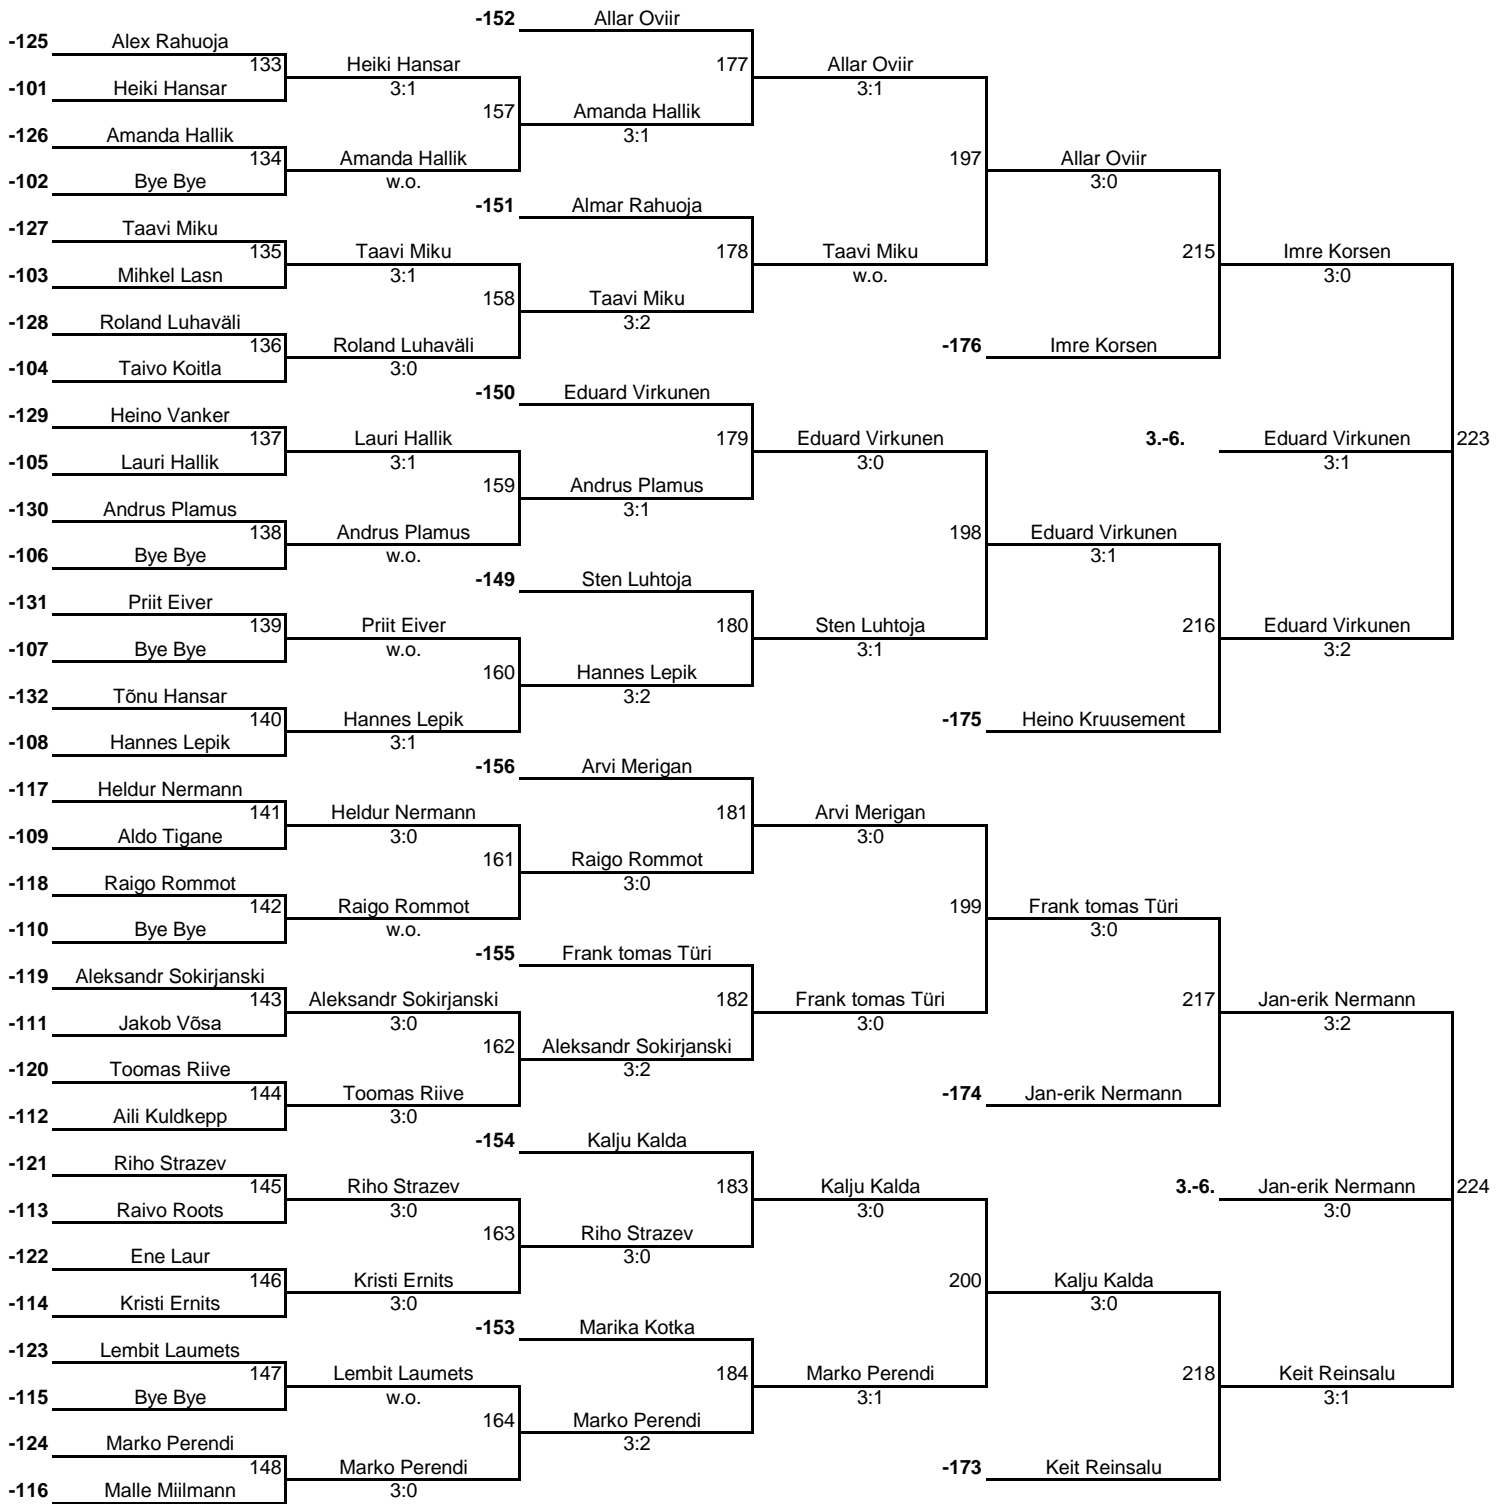 -152 Allar Oviir
-125 Alex Rahuoja
133 Heiki Hansar 177 Allar Oviir
-101 Heiki Hansar 3:1 3:1
157 Amanda Hallik
-126 Amanda Hallik 3:1
134 Amanda Hallik 197 Allar Oviir
-102 Bye Bye w.o. 3:0
-151 Almar Rahuoja
-127 Taavi Miku
135 Taavi Miku 178 Taavi Miku 215 Imre Korsen
-103 Mihkel Lasn 3:1 w.o. 3:0
158 Taavi Miku
-128 Roland Luhaväli 3:2
136 Roland Luhaväli -176 Imre Korsen
-104 Taivo Koitla 3:0
-150 Eduard Virkunen
-129 Heino Vanker
137 Lauri Hallik 179 Eduard Virkunen 3.-6. Eduard Virkunen 223
-105 Lauri Hallik 3:1 3:0 3:1
159 Andrus Plamus
-130 Andrus Plamus 3:1
138 Andrus Plamus 198 Eduard Virkunen
-106 Bye Bye w.o. 3:1
-149 Sten Luhtoja
-131 Priit Eiver
139 Priit Eiver 180 Sten Luhtoja 216 Eduard Virkunen
-107 Bye Bye w.o. 3:1 3:2
160 Hannes Lepik
-132 Tõnu Hansar 3:2
140 Hannes Lepik -175 Heino Kruusement
-108 Hannes Lepik 3:1
-156 Arvi Merigan
-117 Heldur Nermann
141 Heldur Nermann 181 Arvi Merigan
-109 Aldo Tigane 3:0 3:0
161 Raigo Rommot
-118 Raigo Rommot 3:0
142 Raigo Rommot 199 Frank tomas Türi
-110 Bye Bye w.o. 3:0
-155 Frank tomas Türi
-119 Aleksandr Sokirjanski
143 Aleksandr Sokirjanski 182 Frank tomas Türi 217 Jan-erik Nermann
-111 Jakob Võsa 3:0 3:0 3:2
162 Aleksandr Sokirjanski
-120 Toomas Riive 3:2
144 Toomas Riive -174 Jan-erik Nermann
-112 Aili Kuldkepp 3:0
-154 Kalju Kalda
-121 Riho Strazev
145 Riho Strazev 183 Kalju Kalda 3.-6. Jan-erik Nermann 224
-113 Raivo Roots 3:0 3:0 3:0
163 Riho Strazev
-122 Ene Laur 3:0
146 Kristi Ernits 200 Kalju Kalda
-114 Kristi Ernits 3:0 3:0
-153 Marika Kotka
-123 Lembit Laumets
147 Lembit Laumets 184 Marko Perendi 218 Keit Reinsalu
-115 Bye Bye w.o. 3:1 3:1
164 Marko Perendi
-124 Marko Perendi 3:2
148 Marko Perendi -173 Keit Reinsalu
-116 Malle Miilmann 3:0